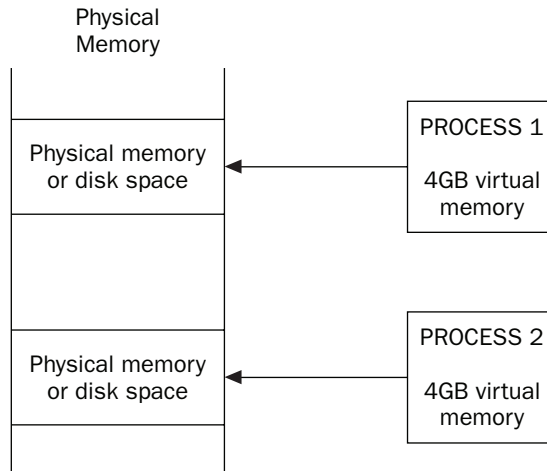 Physical
Memory
Physical memory
or disk space
PROCESS 1
4GB virtual
memory
Physical memory
or disk space
PROCESS 2
4GB virtual
memory